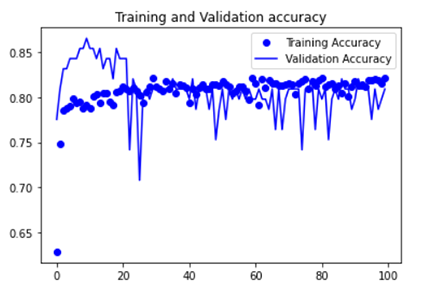 Training and Validation accuracy
Training Accuracy
Validation Accuracy
0.85
0.80
0.75
0.70
0.65
0 20 40 60 80 100